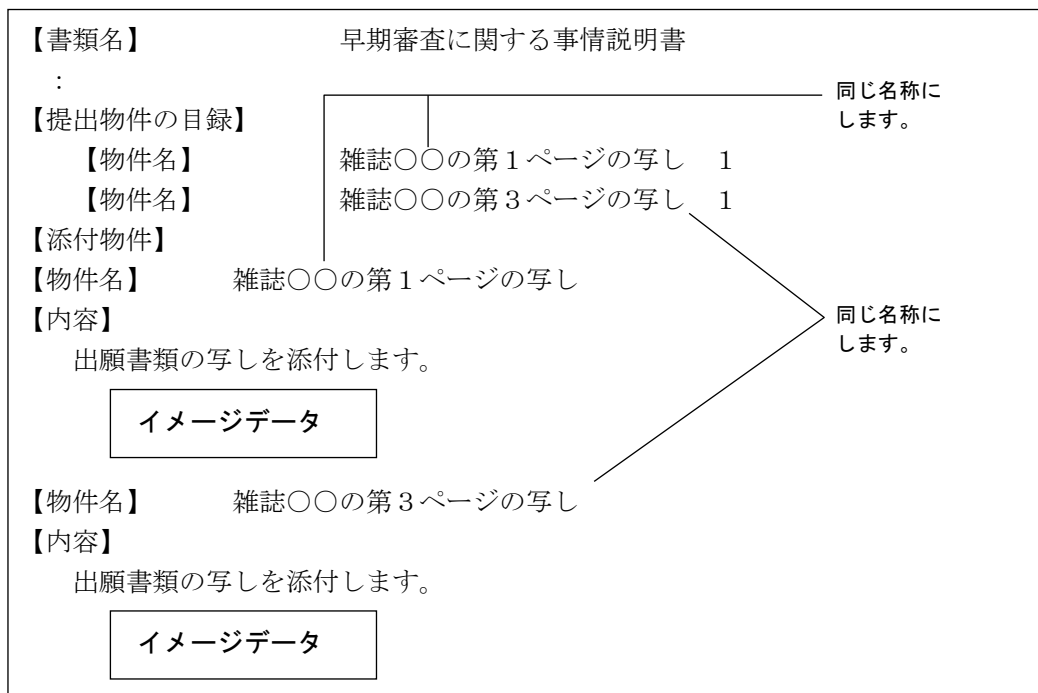 【書類名】 早期審査に関する事情説明書
：
【提出物件の目録】
【物件名】 雑誌○○の第１ページの写し １
【物件名】 雑誌○○の第３ページの写し １
同じ名称に
します。
【添付物件】
【物件名】 雑誌○○の第１ページの写し
【内容】
出願書類の写しを添付します。
イメージデータ
同じ名称に
します。
【物件名】 雑誌○○の第３ページの写し
【内容】
出願書類の写しを添付します。
イメージデータ